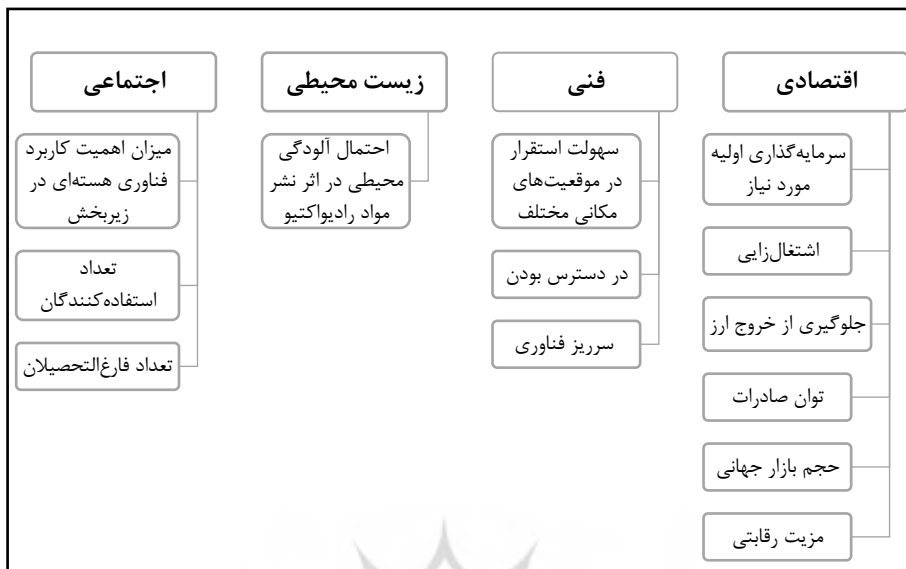 اقتصادی
سرمایه‌گذاری اولیه
مورد نیاز
اشتغال‌زایی
جلوگیری از خروج ارز
توان صادرات
حجم بازار جهانی
مزیت رقابتی
فنی
سهولت استقرار
در موقعیت‌های
مکانی مختلف
در دسترس بودن
سرریز فناوری
زیست محیطی
احتمال آلودگی
محیطی در اثر نشر
مواد رادیواکتیو
اجتماعی
میزان اهمیت کاربرد
فناوری هسته‌ای در
زیربخش
تعداد
استفاده‌کنندگان
تعداد فارغ‌التحصیلان